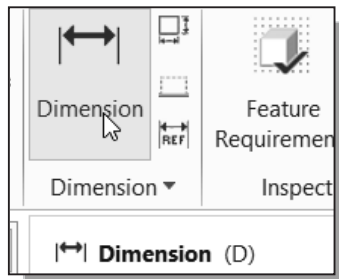 Dimension
REF
Feature
Requiremen
Dimension ▼
Inspect
Dimension (D)